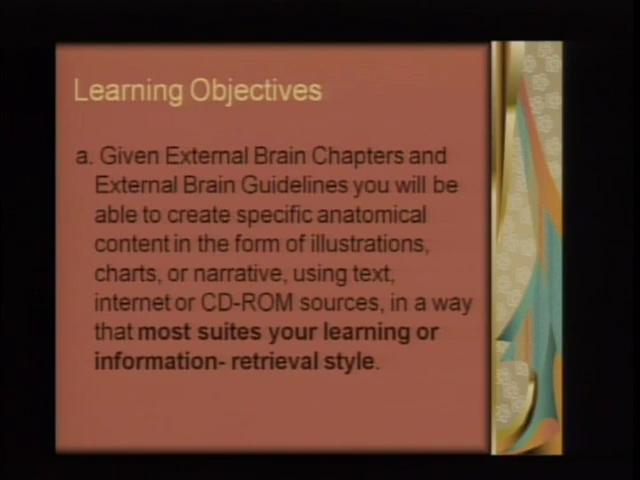 Learning Objectives
a. Given External Brain Chapters and
External Brain Guidelines you will be
able to create specific anatomical
content in the form of illustrations,
charts, or narrative, using text,
internet or CD-ROM sources, in a way
that most suites your learning or
information- retrieval style.